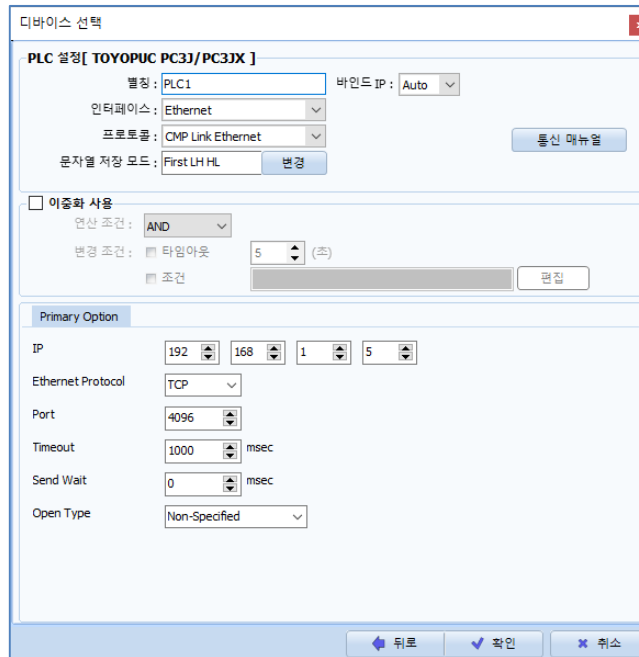 디바이스 선택
PLC 설정[ TOYOPUC PC3J/PC3JX ]
별칭 : PLC1 바인드 IP : Auto
인터페이스 : Ethernet
프로토콜 : CMP Link Ethernet 통신 매뉴얼
문자열 저장 모드 : First LH HL 변경
이중화 사용
연산 조건 : AND
변경 조건 : 타임아웃 5 (초)
조건 편집
Primary Option
IP 192 168 1 5
Ethernet Protocol TCP
Port 4096
Timeout 1000 msec
Send Wait 0 msec
Open Type Non-Specified
뒤로 확인 취소